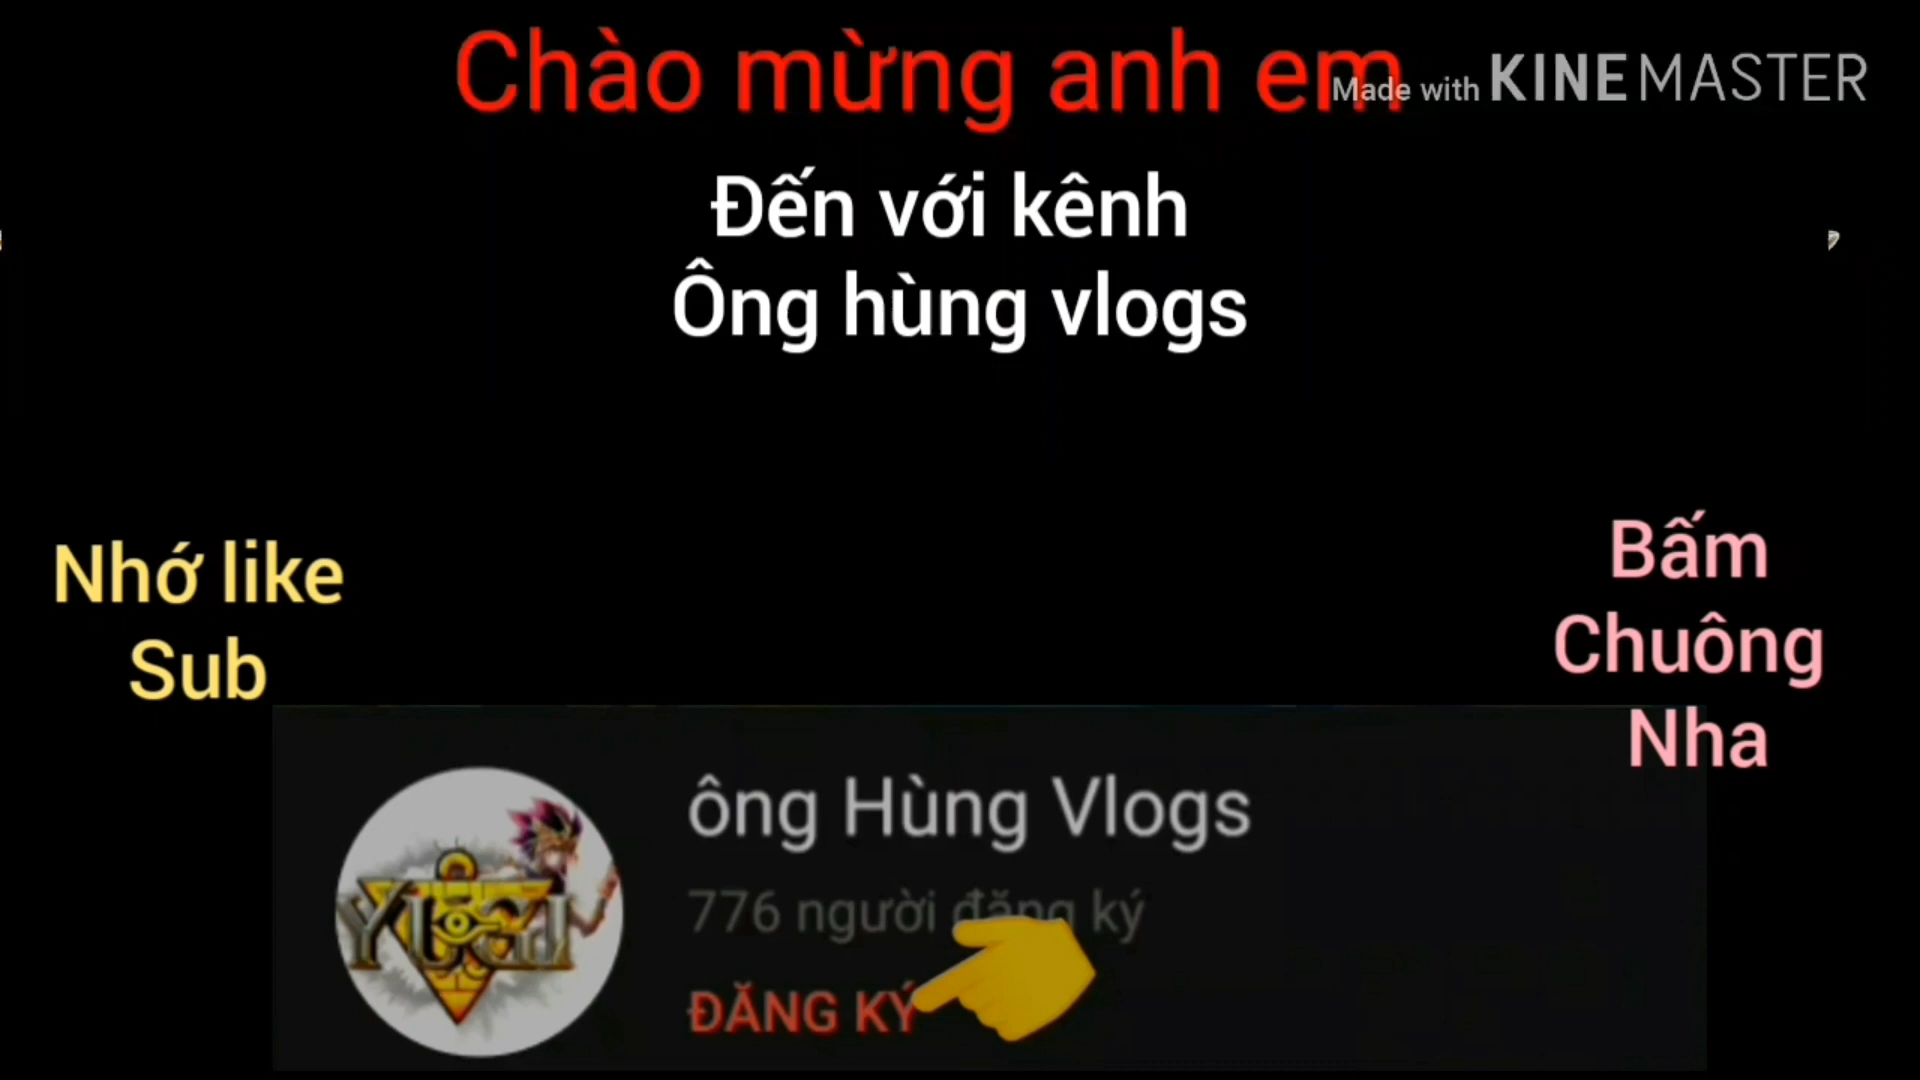 Chào mừng anh em
Made with KINEMASTER
Đến với kênh
Ông hùng vlogs
Nhớ like
Sub
Bấm
Chuông
Nha
ông Hùng Vlogs
776 người đăng ký
ĐĂNG KÝ
YUGI